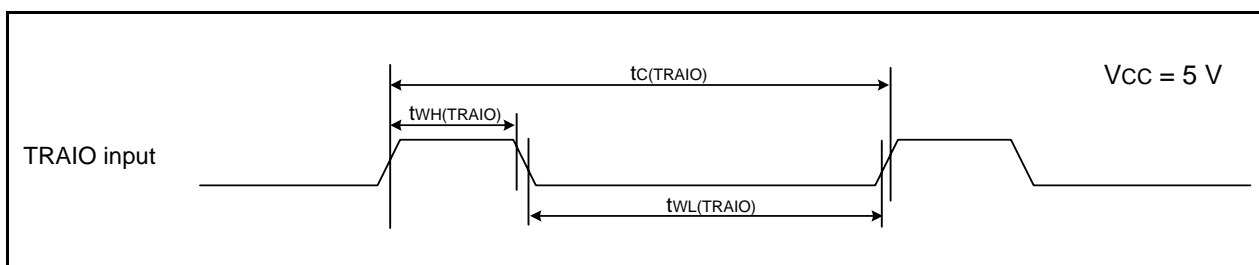 tC(TRAIO)
VCC = 5 V
tWH(TRAIO)
TRAIO input
tWL(TRAIO)